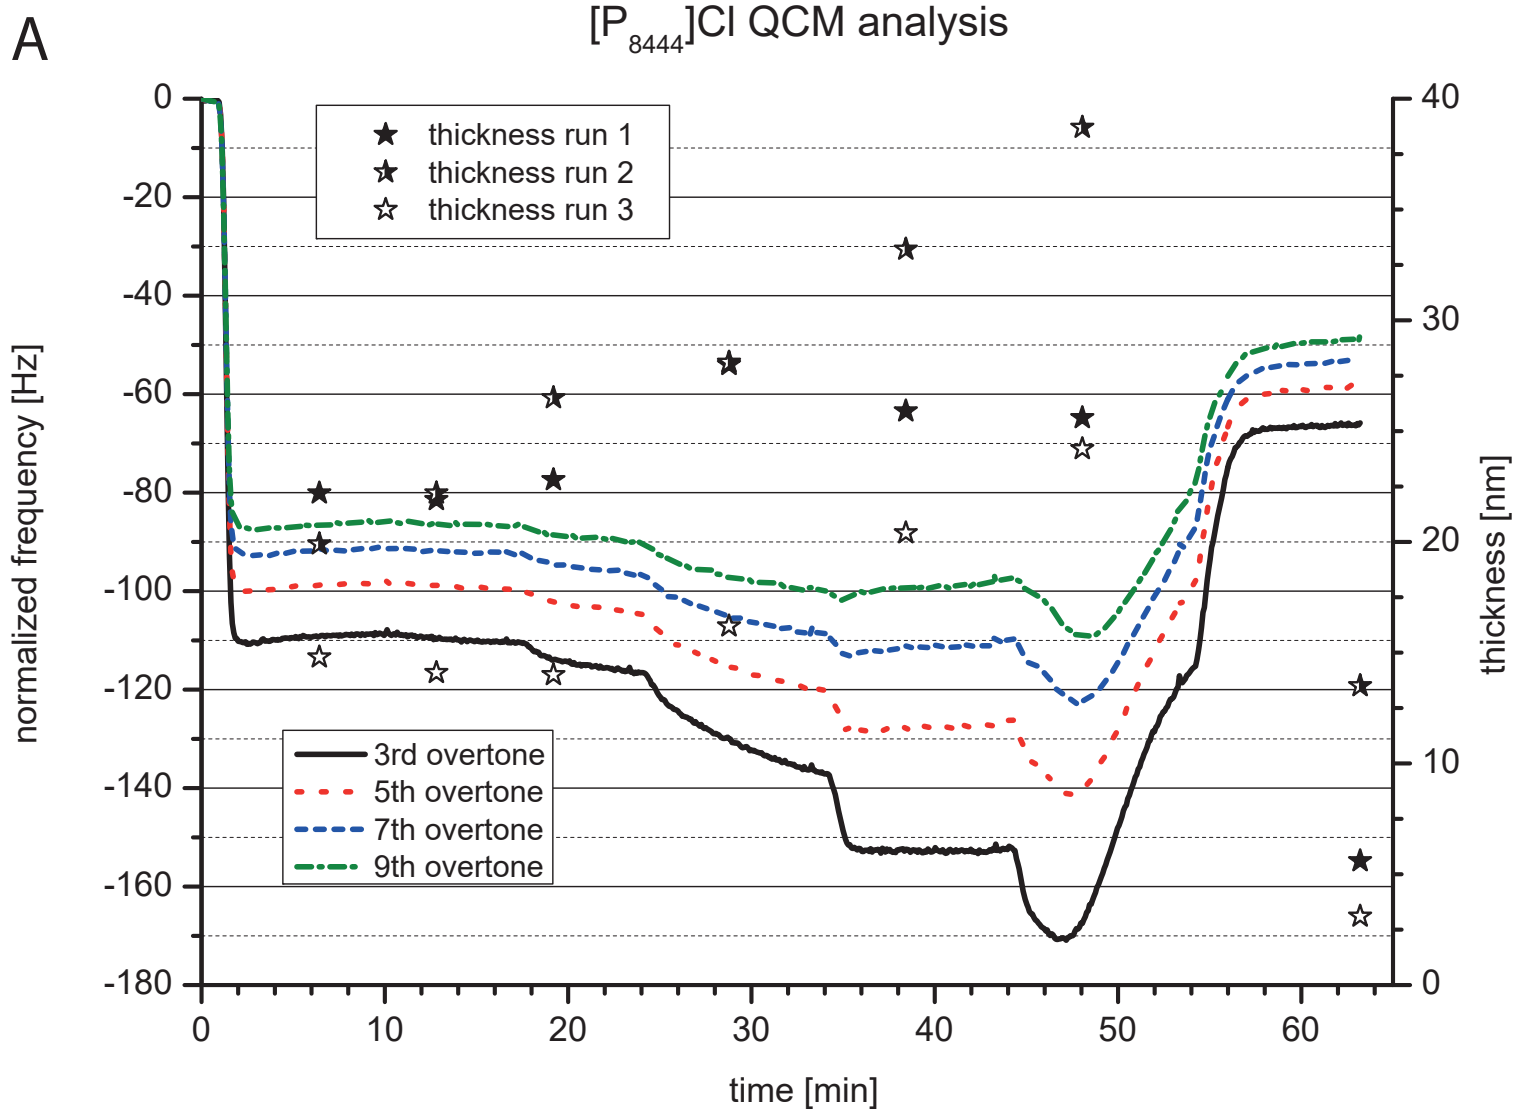 A
[P8444]Cl QCM analysis
thickness run 1
thickness run 2
thickness run 3
3rd overtone
5th overtone
7th overtone
9th overtone
normalized frequency [Hz]
0
-20
-40
-60
-80
-100
-120
-140
-160
-180
thickness [nm]
40
30
20
10
0
0 10 20 30 40 50 60
time [min]